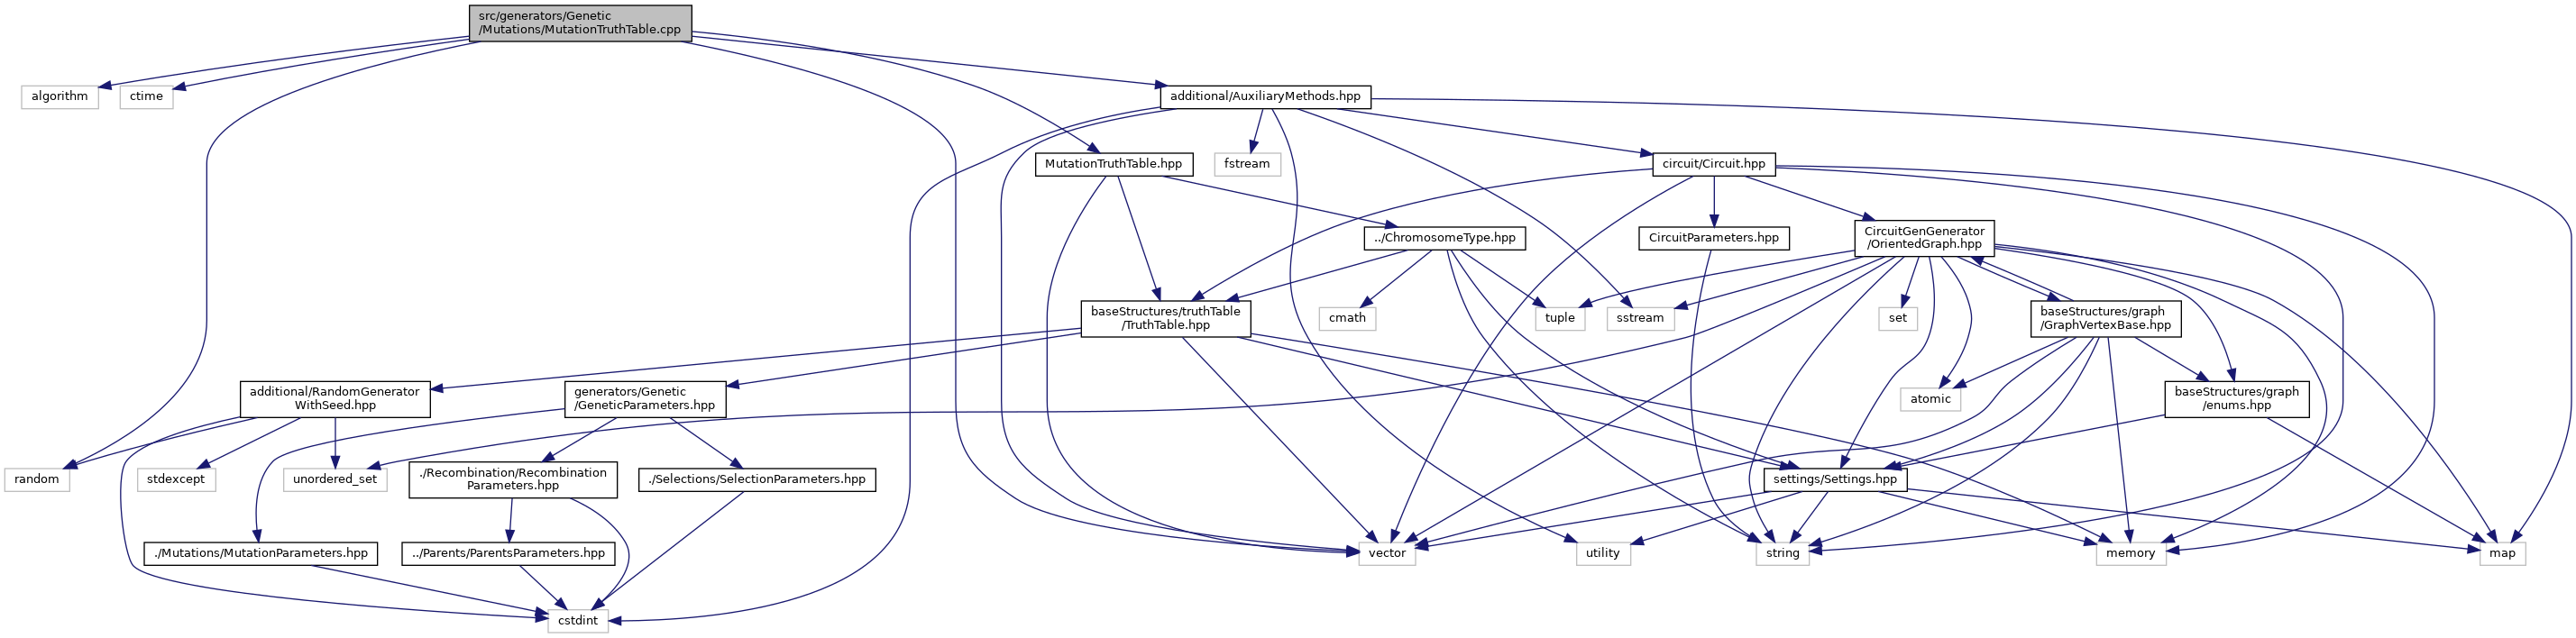 src/generators/Genetic
/Mutations/MutationTruthTable.cpp
algorithm
ctime
additional/AuxiliaryMethods.hpp
MutationTruthTable.hpp
fstream
circuit/Circuit.hpp
../ChromosomeType.hpp
CircuitParameters.hpp
CircuitGenGenerator
/OrientedGraph.hpp
baseStructures/truthTable
/TruthTable.hpp
cmath
tuple
sstream
set
baseStructures/graph
/GraphVertexBase.hpp
additional/RandomGenerator
WithSeed.hpp
generators/Genetic
/GeneticParameters.hpp
atomic
baseStructures/graph
/enums.hpp
random
stdexcept
unordered_set
./Recombination/Recombination
Parameters.hpp
./Selections/SelectionParameters.hpp
settings/Settings.hpp
./Mutations/MutationParameters.hpp
../Parents/ParentsParameters.hpp
vector
utility
string
memory
map
cstdint